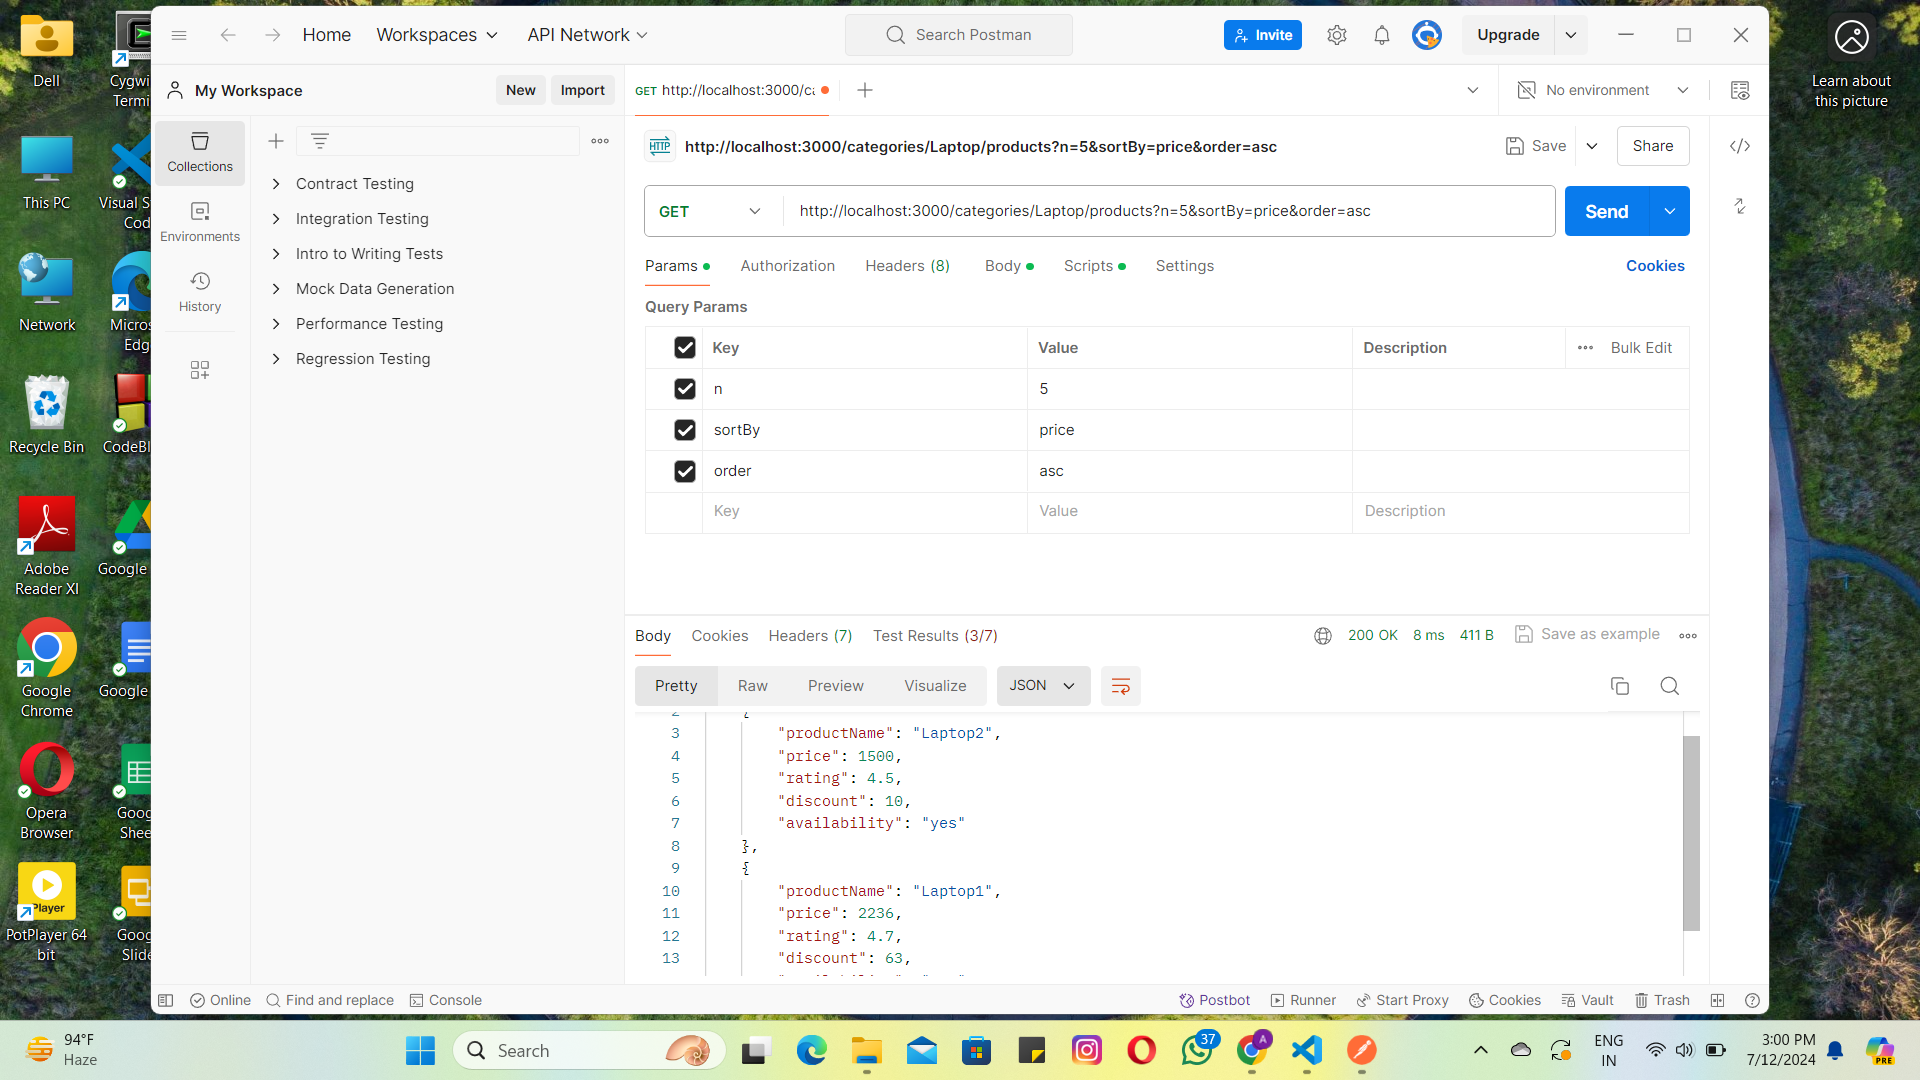 Dell
Cygwi
Termi
This PC
Visual S
Cod
Network
Micros
Edg
Recycle Bin
CodeBl
Adobe
Reader XI
Google
Google
Chrome
Google
Opera
Browser
Goog
Shee
Player
PotPlayer 64
bit
Goog
Slide
Learn about
this picture
Home
Workspaces
API Network
Search Postman
Invite
Upgrade
My Workspace
New
Import
GET http://localhost:3000/ca
No environment
Collections
Environments
History
Contract Testing
Integration Testing
Intro to Writing Tests
Mock Data Generation
Performance Testing
Regression Testing
HTTP
http://localhost:3000/categories/Laptop/products?n=5&sortBy=price&order=asc
Save
Share
GET
http://localhost:3000/categories/Laptop/products?n=5&sortBy=price&order=asc
Send
Params
Authorization
Headers (8)
Body
Scripts
Settings
Cookies
Query Params
Key
Value
Description
Bulk Edit
n
5
sortBy
price
order
asc
Key
Value
Description
Body
Cookies
Headers (7)
Test Results (3/7)
200 OK
8 ms
411 B
Save as example
Pretty
Raw
Preview
Visualize
JSON
2 {
3 "productName": "Laptop2",
4 "price": 1500,
5 "rating": 4.5,
6 "discount": 10,
7 "availability": "yes"
8 },
9 {
10 "productName": "Laptop1",
11 "price": 2236,
12 "rating": 4.7,
13 "discount": 63,
Online
Find and replace
Console
Postbot
Runner
Start Proxy
Cookies
Vault
Trash
94°F
Haze
Search
37
A
ENG
IN
3:00 PM
7/12/2024
PRE